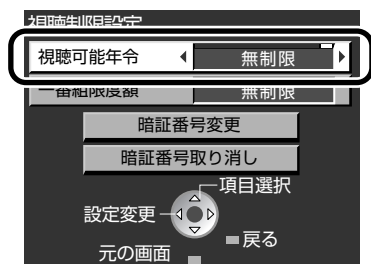 視聴制限設定
視聴可能年令 無制限
一番組限度額 無制限
暗証番号変更
暗証番号取り消し
項目選択
設定変更
戻る
元の画面